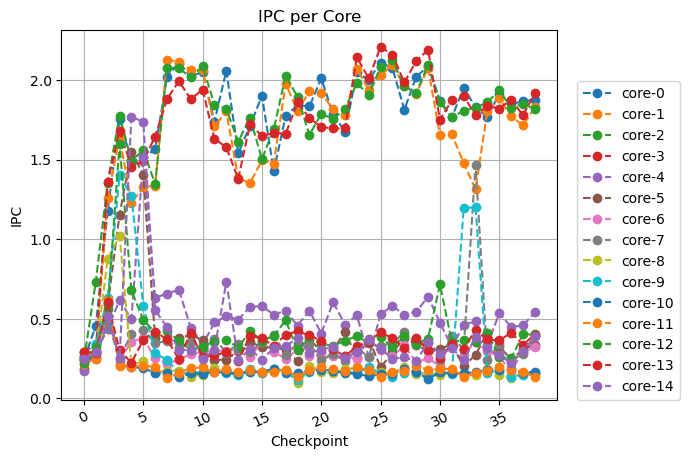 IPC per Core
IPC
2.0
1.5
1.0
0.5
0.0
0
5
10
15
20
25
30
35
Checkpoint
core-0
core-1
core-2
core-3
core-4
core-5
core-6
core-7
core-8
core-9
core-10
core-11
core-12
core-13
core-14